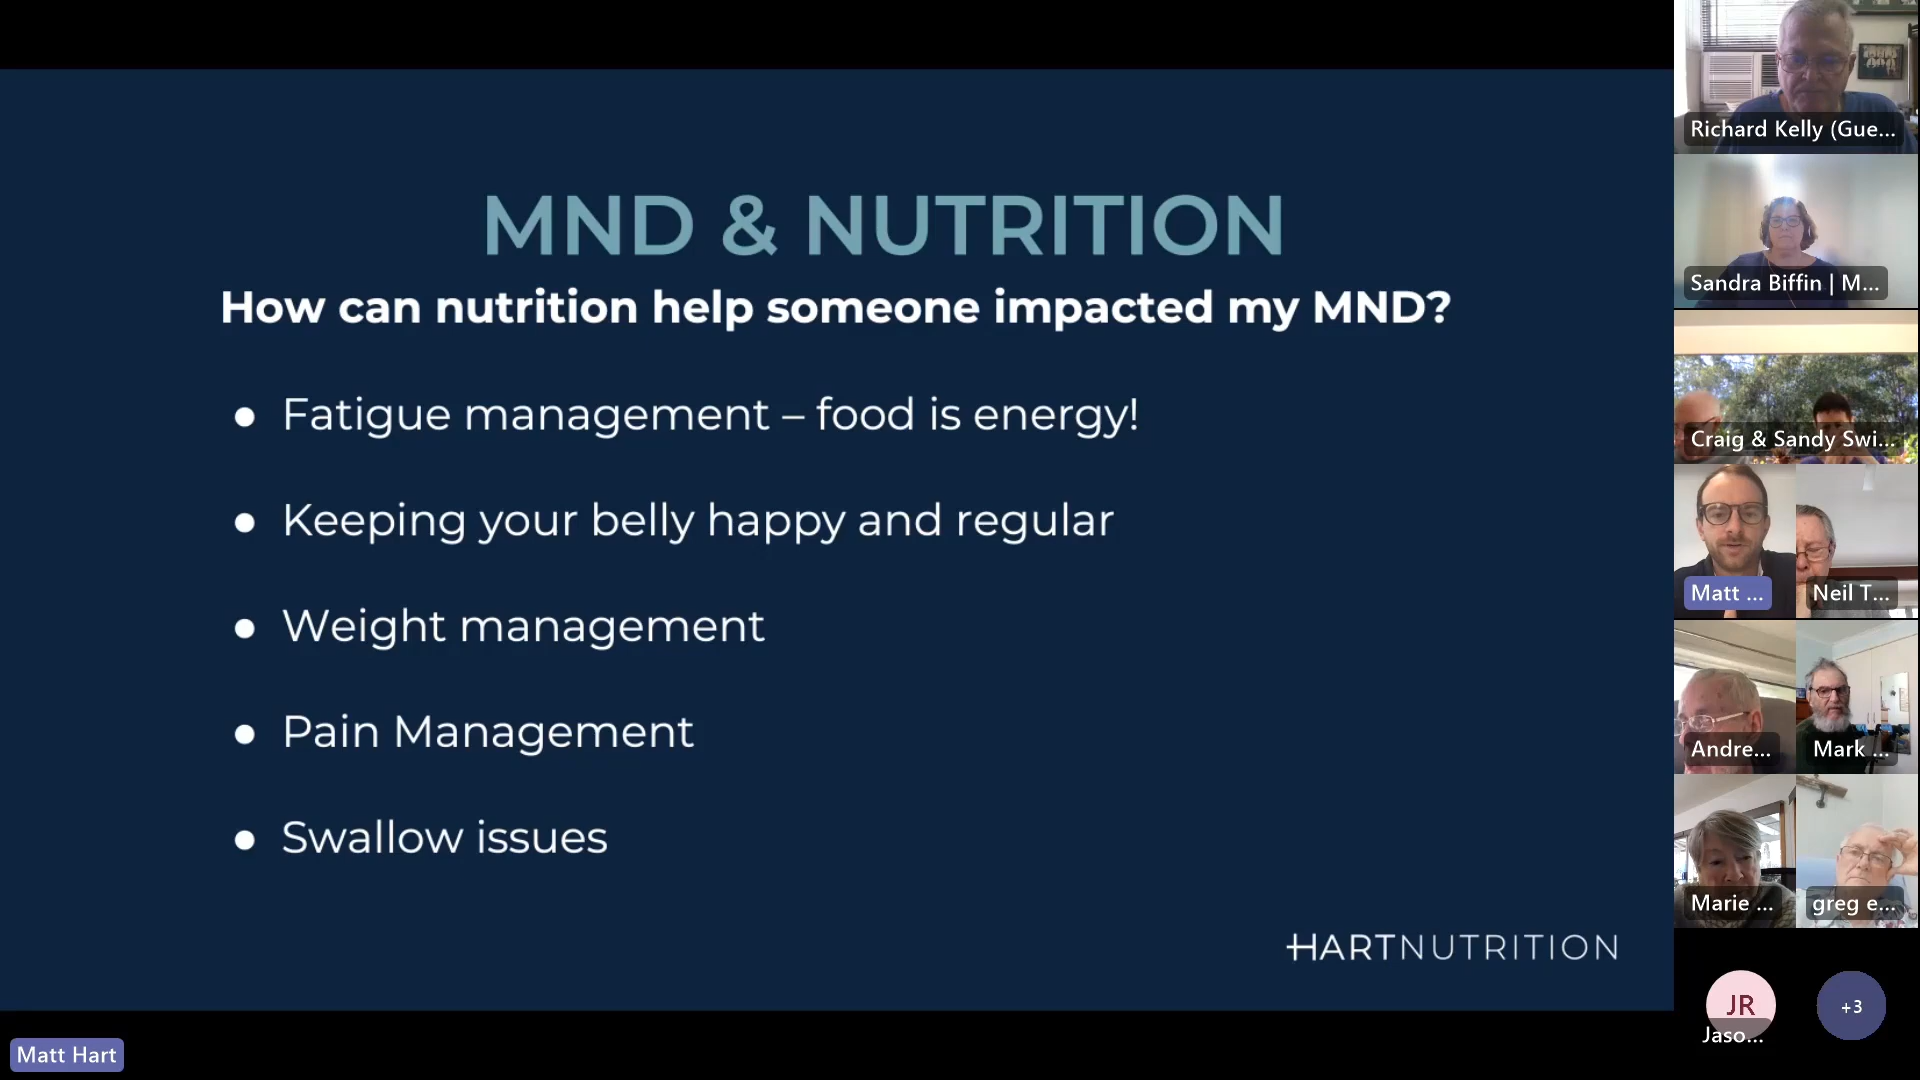 MND & NUTRITION
How can nutrition help someone impacted my MND?
● Fatigue management – food is energy!
● Keeping your belly happy and regular
● Weight management
● Pain Management
● Swallow issues
HARTNUTRITION
Matt Hart
Richard Kelly (Gue...
Sandra Biffin | M...
Craig & Sandy Swi...
Matt ...
Neil T...
Andre...
Mark ...
Marie ...
greg e...
JR
Jaso...
+3